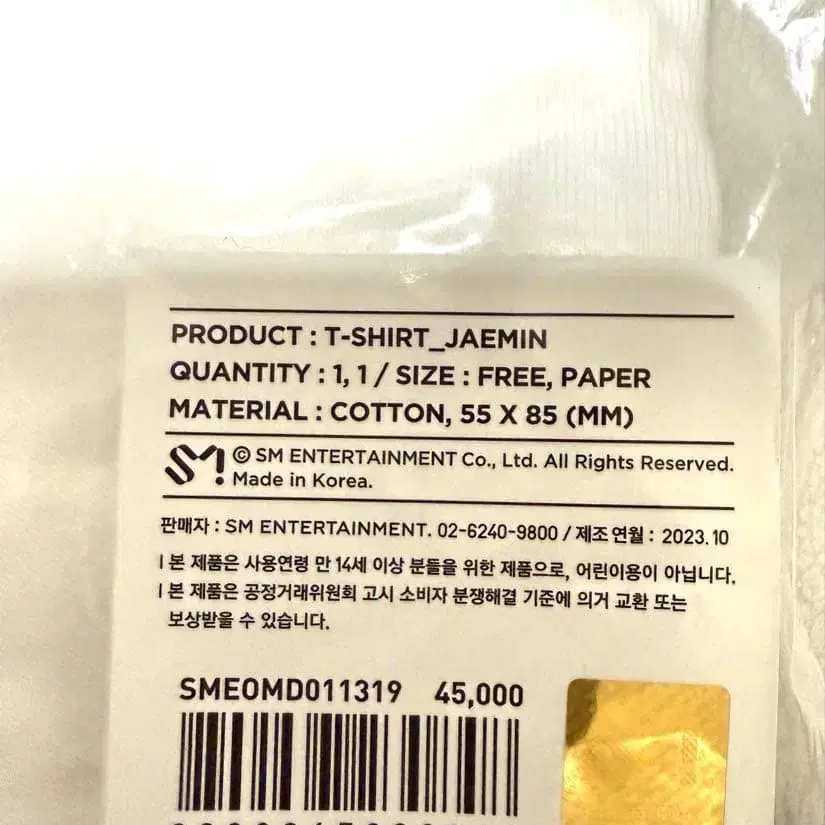 PRODUCT : T-SHIRT_JAEMIN
QUANTITY : 1, 1 / SIZE : FREE, PAPER
MATERIAL : COTTON, 55 X 85 (MM)
SM! © SM ENTERTAINMENT Co., Ltd. All Rights Reserved.
Made in Korea.
판매자 : SM ENTERTAINMENT. 02-6240-9800 / 제조연월 : 2023.10
I 본 제품은 사용연령 만 14세 이상 분들을 위한 제품으로, 어린이용이 아닙니다.
I 본 제품은 공정거래위원회 고시 소비자 분쟁해결 기준에 의거 교환 또는
보상받을 수 있습니다.
SMEOMD011319 45,000